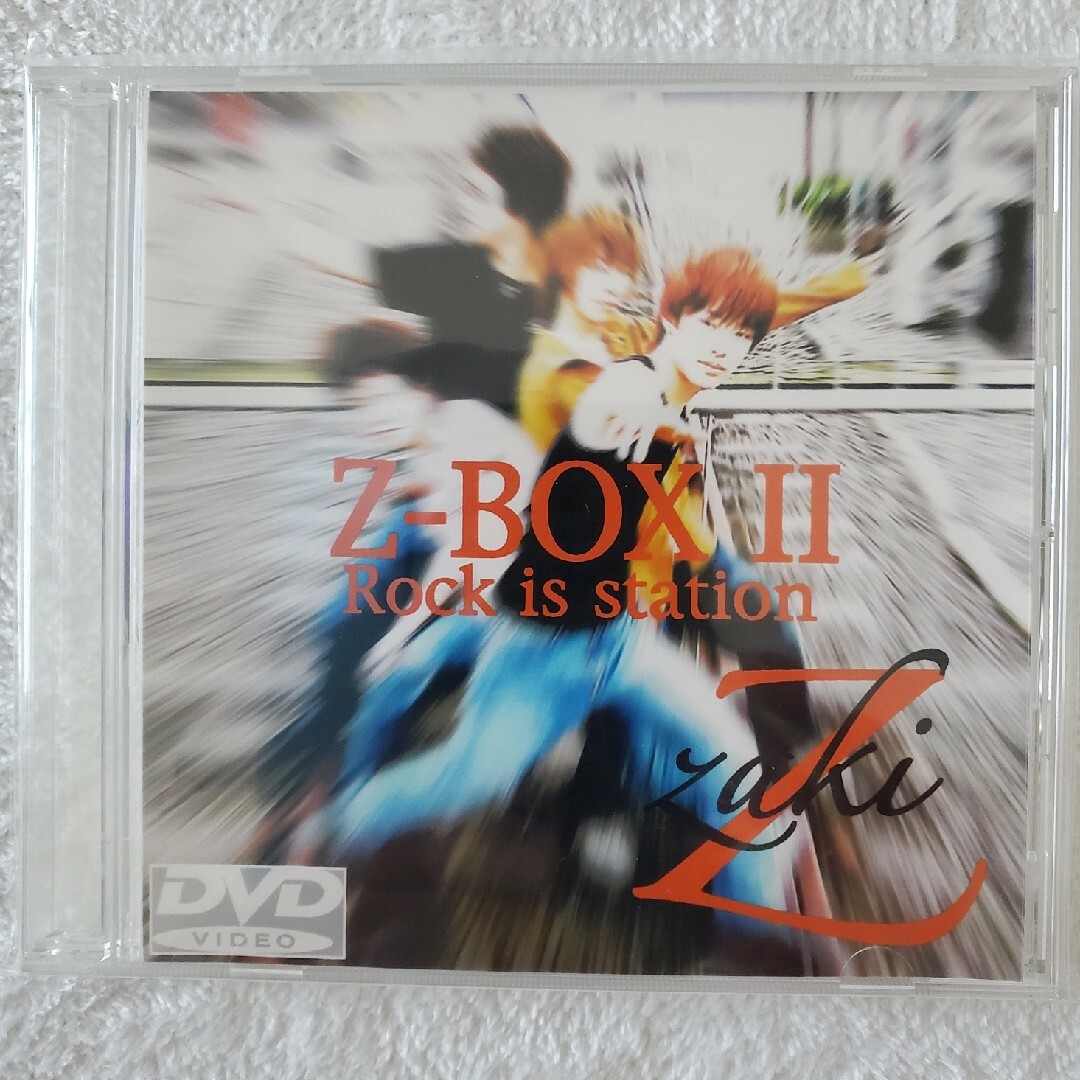 Z-BOX II
Rock is station
Z
zaki
DVD
VIDEO